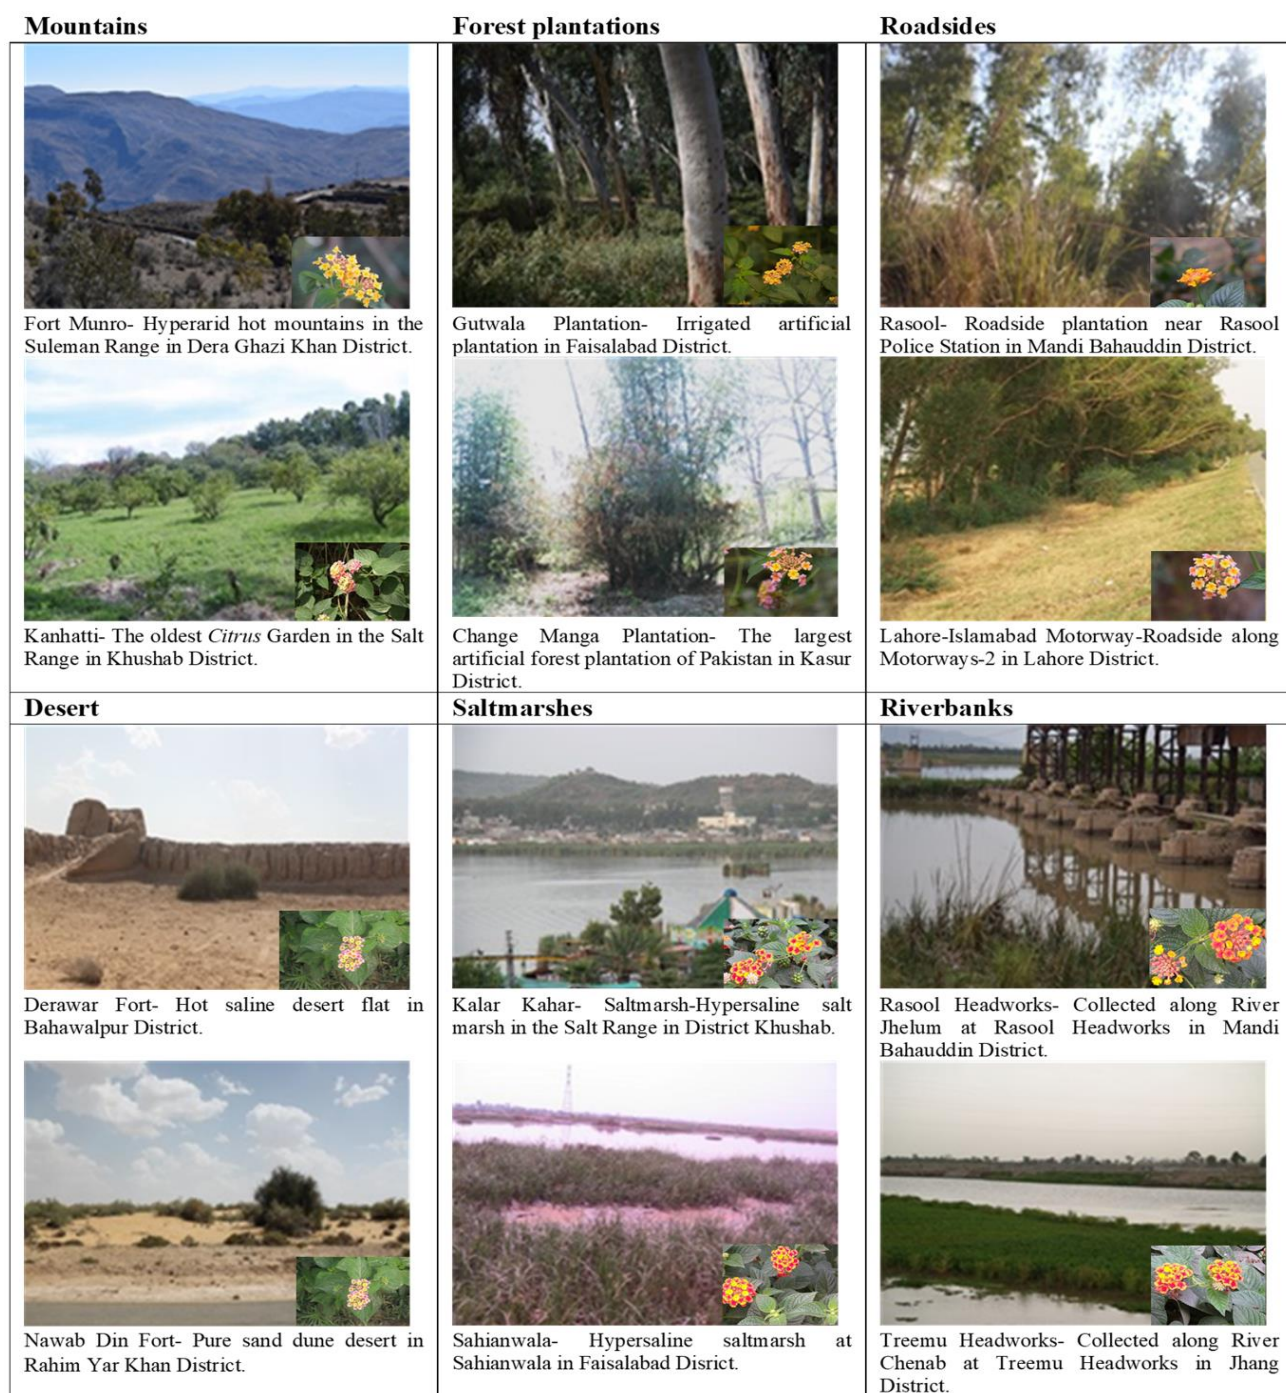 Mountains
Forest plantations
Roadsides
Fort Munro- Hyperarid hot mountains in the
Suleman Range in Dera Ghazi Khan District.
Gutwala Plantation- Irrigated artificial
plantation in Faisalabad District.
Rasool- Roadside plantation near Rasool
Police Station in Mandi Bahauddin District.
Kanhatti- The oldest Citrus Garden in the Salt
Range in Khushab District.
Change Manga Plantation- The largest
artificial forest plantation of Pakistan in Kasur
District.
Lahore-Islamabad Motorway-Roadside along
Motorways-2 in Lahore District.
Desert
Saltmarshes
Riverbanks
Derawar Fort- Hot saline desert flat in
Bahawalpur District.
Kalar Kahar- Saltmarsh-Hypersaline salt
marsh in the Salt Range in District Khushab.
Rasool Headworks- Collected along River
Jhelum at Rasool Headworks in Mandi
Bahauddin District.
Nawab Din Fort- Pure sand dune desert in
Rahim Yar Khan District.
Sahianwala- Hypersaline saltmarsh at
Sahianwala in Faisalabad Disrict.
Treemu Headworks- Collected along River
Chenab at Treemu Headworks in Jhang
District.